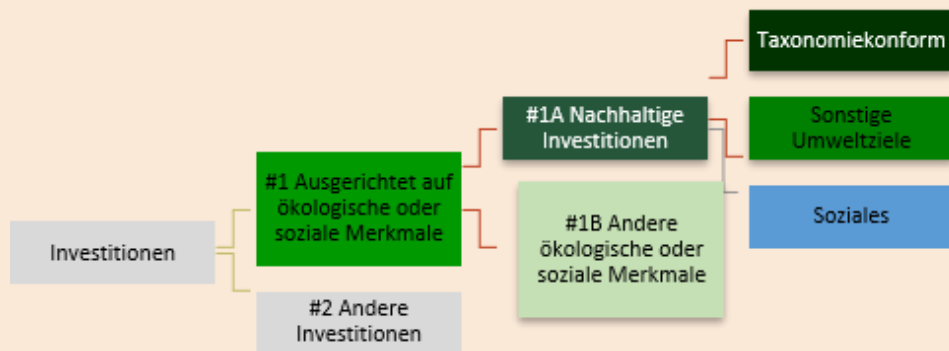 Investitionen
#1 Ausgerichtet auf
ökologische oder
soziale Merkmale
#2 Andere
Investitionen
#1A Nachhaltige
Investitionen
#1B Andere
ökologische oder
soziale Merkmale
Taxonomiekonform
Sonstige
Umweltziele
Soziales